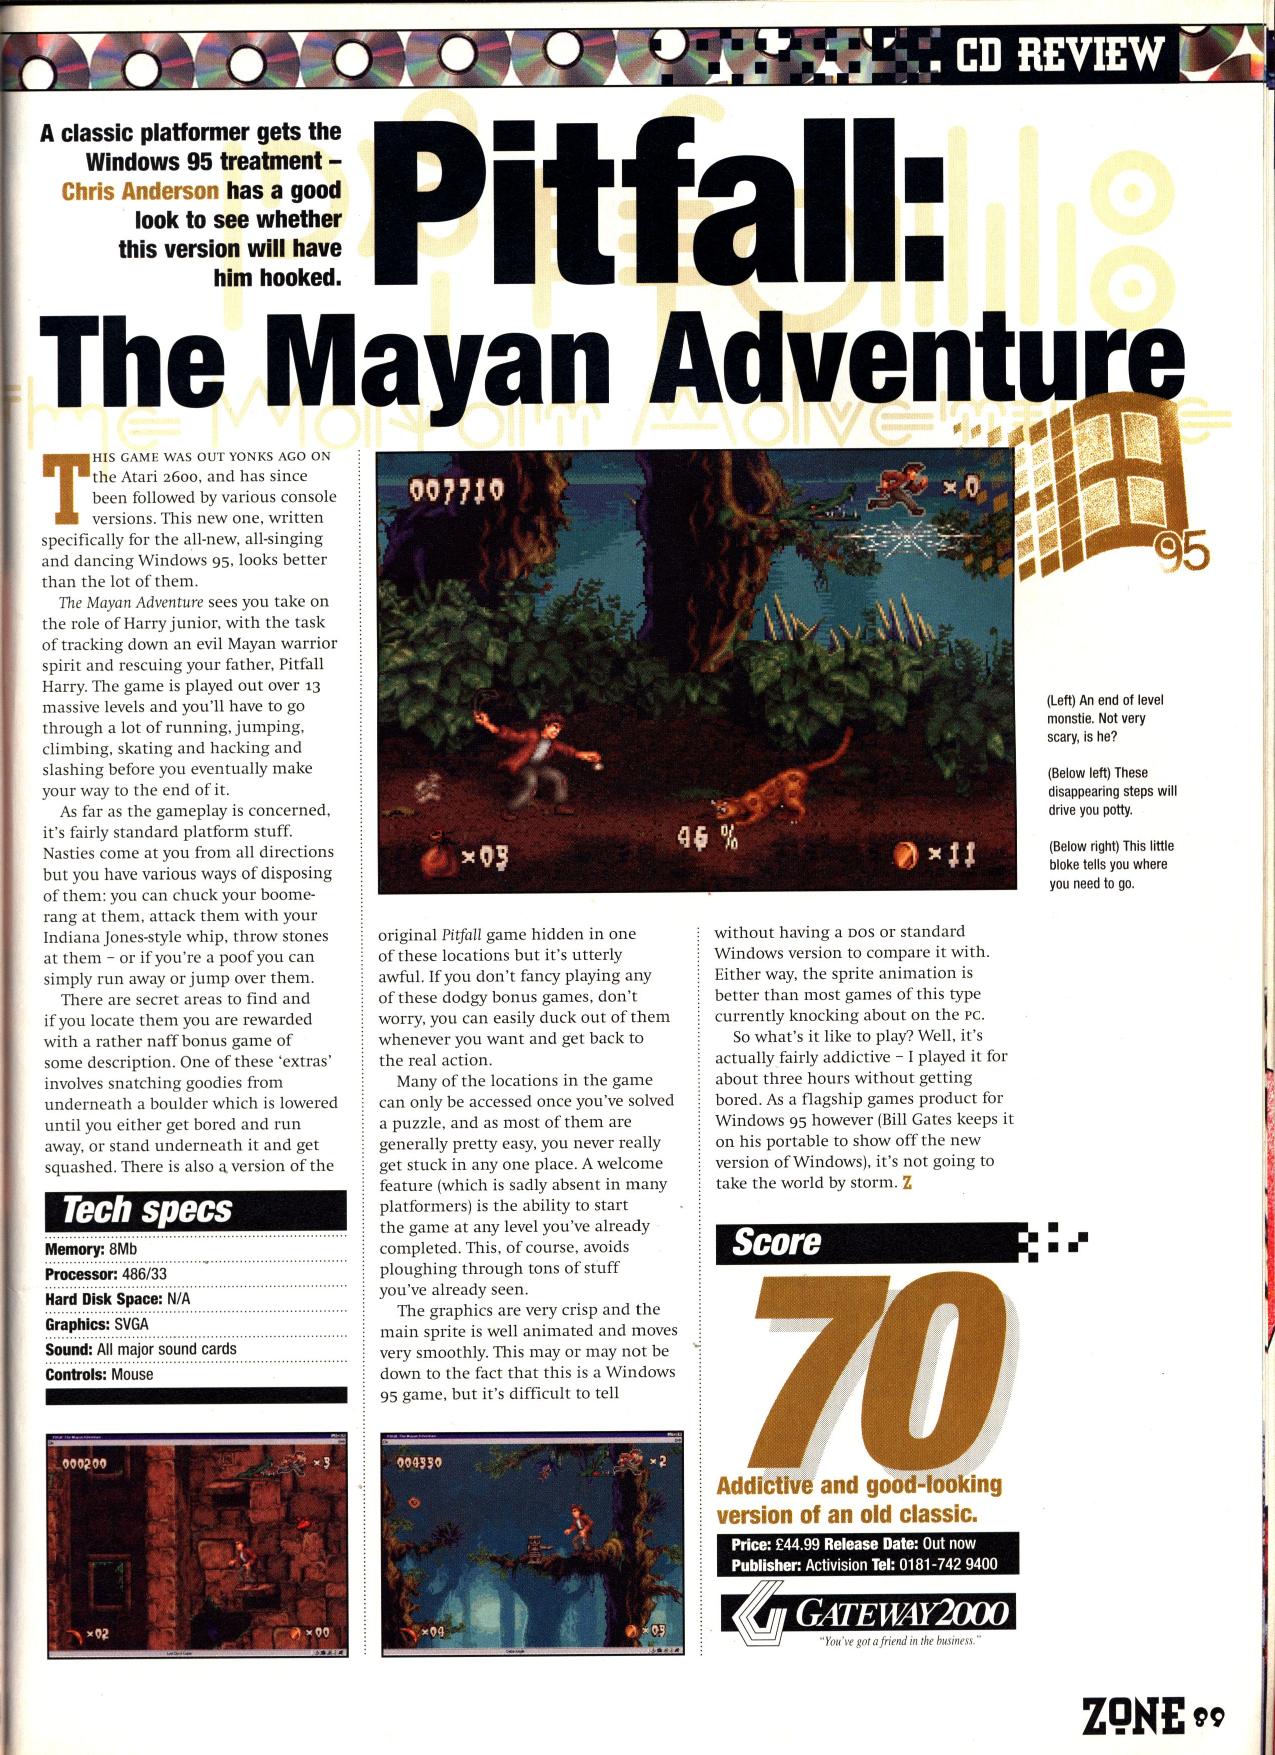 CD REVIEW
A classic platformer gets the
Windows 95 treatment –
Chris Anderson has a good
look to see whether
this version will have
him hooked.
Pitfall:
The Mayan Adventure
95
THIS GAME WAS OUT YONKS AGO ON
the Atari 2600, and has since
been followed by various console
versions. This new one, written
specifically for the all-new, all-singing
and dancing Windows 95, looks better
than the lot of them.
The Mayan Adventure sees you take on
the role of Harry junior, with the task
of tracking down an evil Mayan warrior
spirit and rescuing your father, Pitfall
Harry. The game is played out over 13
massive levels and you'll have to go
through a lot of running, jumping,
climbing, skating and hacking and
slashing before you eventually make
your way to the end of it.
As far as the gameplay is concerned,
it's fairly standard platform stuff.
Nasties come at you from all directions
but you have various ways of disposing
of them: you can chuck your boome-
rang at them, attack them with your
Indiana Jones-style whip, throw stones
at them – or if you're a poof you can
simply run away or jump over them.
There are secret areas to find and
if you locate them you are rewarded
with a rather naff bonus game of
some description. One of these 'extras'
involves snatching goodies from
underneath a boulder which is lowered
until you either get bored and run
away, or stand underneath it and get
squashed. There is also a version of the
Tech specs
Memory: 8Mb
Processor: 486/33
Hard Disk Space: N/A
Graphics: SVGA
Sound: All major sound cards
Controls: Mouse
007710
×0
×03
46 %
×11
(Left) An end of level
monstie. Not very
scary, is he?
(Below left) These
disappearing steps will
drive you potty.
(Below right) This little
bloke tells you where
you need to go.
original Pitfall game hidden in one
of these locations but it's utterly
awful. If you don't fancy playing any
of these dodgy bonus games, don't
worry, you can easily duck out of them
whenever you want and get back to
the real action.
Many of the locations in the game
can only be accessed once you've solved
a puzzle, and as most of them are
generally pretty easy, you never really
get stuck in any one place. A welcome
feature (which is sadly absent in many
platformers) is the ability to start
the game at any level you've already
completed. This, of course, avoids
ploughing through tons of stuff
you've already seen.
The graphics are very crisp and the
main sprite is well animated and moves
very smoothly. This may or may not be
down to the fact that this is a Windows
95 game, but it's difficult to tell
without having a DOS or standard
Windows version to compare it with.
Either way, the sprite animation is
better than most games of this type
currently knocking about on the PC.
So what's it like to play? Well, it's
actually fairly addictive – I played it for
about three hours without getting
bored. As a flagship games product for
Windows 95 however (Bill Gates keeps it
on his portable to show off the new
version of Windows), it's not going to
take the world by storm. Z
Score
70
Addictive and good-looking
version of an old classic.
Price: £44.99 Release Date: Out now
Publisher: Activision Tel: 0181-742 9400
GATEWAY2000
"You've got a friend in the business."
000200
×3
×02
×00
004330
×2
×04
×03
ZONE 89